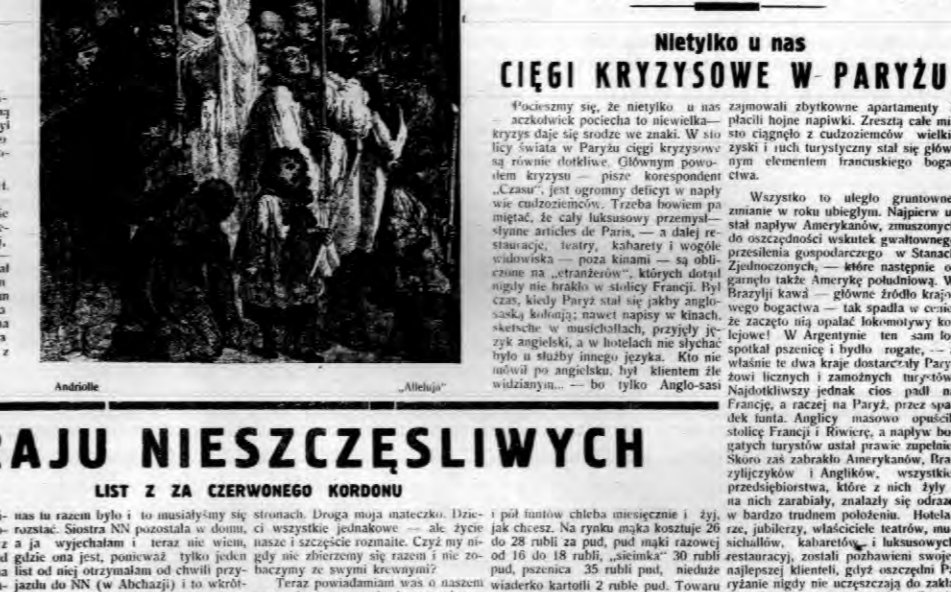 Nietylko u nas
CIĘGI KRYZYSOWE W PARYŻU
Pocieszmy się, że nietylko u nas
— aczkolwiek pociecha to niewielka —
kryzys daje się srodze we znaki. W sto
licy świata w Paryżu cięgi kryzysowe
są równie dotkliwe. Głównym powo-
dem kryzysu — pisze korespondent
„Czasu", jest ogromny deficyt w napły
wie cudzoziemców. Trzeba bowiem pa
miętać, że cały luksusowy przemysł—
słynne articles de Paris, — a dalej re-
stauracje, teatry, kabarety i wogóle
widowiska — poza kinami — są obli-
czone na „etranżerów", których dotąd
nigdy nie brakło w stolicy Francji. Był
czas, kiedy Paryż stał się jakby anglo-
saską kolonją; nawet napisy w kinach,
sketsche w musichallach, przyjęły ję-
zyk angielski, a w hotelach nie słychać
było u służby innego języka. Kto nie
mówił po angielsku, był klientem źle
widzianym... — bo tylko Anglo-sasi
zajmowali zbytkowne apartamenty
płacili hojne napiwki. Zresztą całe mi
sto ciągnęło z cudzoziemców wielki
zyski i ruch turystyczny stał się głów
nym elementem francuskiego boga
ctwa.
Wszystko to uległo gruntowne
zmianie w roku ubiegłym. Najpierw u
stał napływ Amerykanów, zmuszonyc
do oszczędności wskutek gwałtowneg
przesilenia gospodarczego w Stanach
Zjednoczonych, — które następnie o
garnęło także Amerykę południową. W
Brazylji kawa — główne źródło krajo
wego bogactwa — tak spadła w cenie
że zaczęto nią opalać lokomotywy ko
lejowe! W Argentynie ten sam lo
spotkał pszenicę i bydło rogate, —
właśnie te dwa kraje dostarczały Pary
żowi licznych i zamożnych turystów
Najdotkliwszy jednak cios padł n
Francję, a raczej na Paryż, przez spa
dek funta. Anglicy masowo opuścil
stolicę Francji i Riwierę, a napływ bo
gatych turystów ustał prawie zupełnie
Skoro zaś zabrakło Amerykanów, Bra
zylijczyków i Anglików, wszystkie
przedsiębiorstwa, które z nich żyły
na nich zarabiały, znalazły się odraz
w bardzo trudnem położeniu. Hotela
rze, jubilerzy, właściciele teatrów, mu
sichallów, kabaretów i luksusowych
restauracyj, zostali pozbawieni swoje
najlepszej klienteli, gdyż oszczędni Pa
ryżanie nigdy nie uczęszczają do zakła
Andriolle „Alleluja"
AJU NIESZCZĘSLIWYCH
LIST Z ZA CZERWONEGO KORDONU
nas tu razem było i to musiałyśmy się
rozstać. Siostra NN pozostała w domu,
a ja wyjechałam i teraz nie wiem,
gdzie ona jest, ponieważ tylko jeden
list od niej otrzymałam od chwili przy-
jazdu do NN (w Abchazji) i to wkrót-
stronach. Droga moja mateczko. Dzie-
ci wszystkie jednakowe — ale życie
nasze i szczęście rozmaite. Czyż my ni-
gdy nie zbierzemy się razem i nie zo-
baczymy ze swymi krewnymi?
Teraz powiadamiam was o naszem
i pół funtów chleba miesięcznie i żyj,
jak chcesz. Na rynku mąka kosztuje 26
do 28 rubli za pud, pud mąki razowej
od 16 do 18 rubli, „sieimka" 30 rubli
pud, pszenica 35 rubli pud, nieduże
wiaderko kartofli 2 ruble pud. Towaru